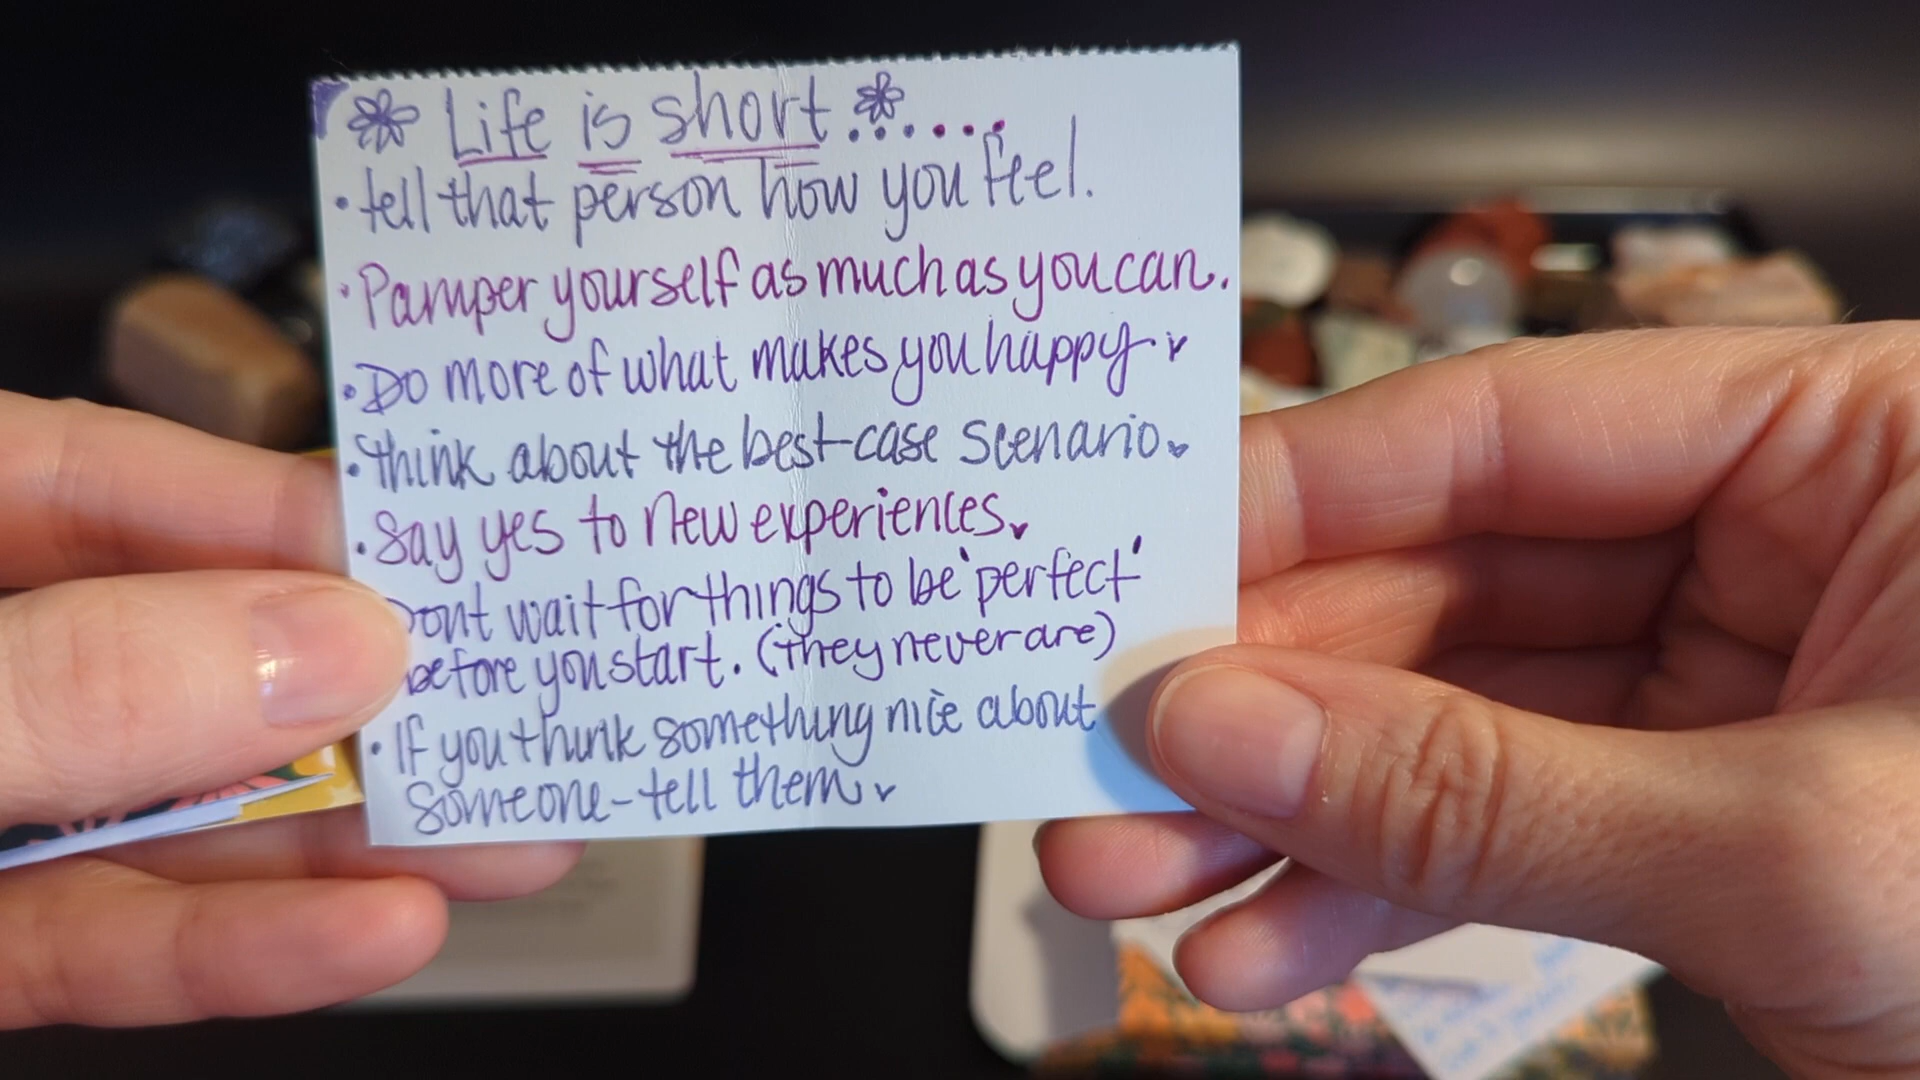 Life is short.......
• tell that person how you feel.
• Pamper yourself as much as you can.
• Do more of what makes you happy.
• think about the best-case scenario.
• Say yes to new experiences.
Dont wait for things to be 'perfect'
before you start. (they never are)
• If you think something nice about
someone - tell them